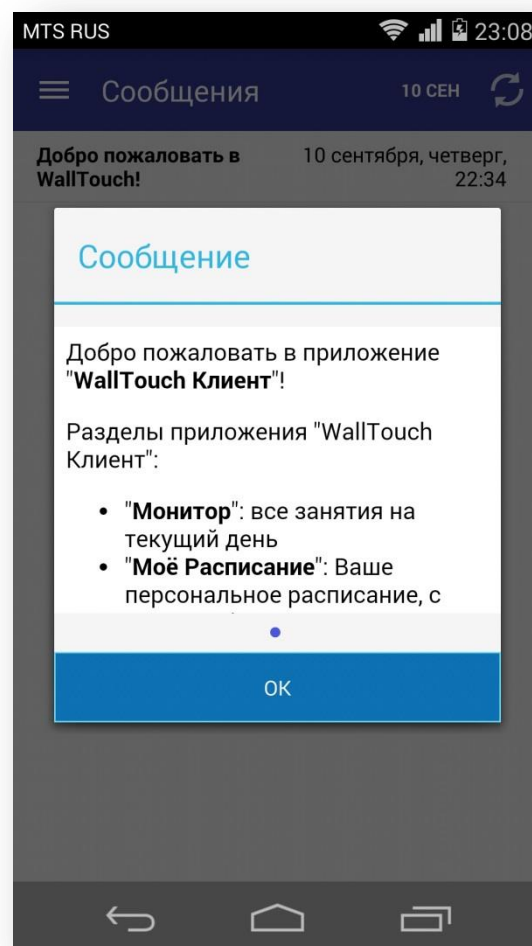 MTS RUS 23:08
Сообщения 10 СЕН
Добро пожаловать в 10 сентября, четверг,
WallTouch! 22:34
Сообщение
Добро пожаловать в приложение
"WallTouch Клиент"!
Разделы приложения "WallTouch
Клиент":
• "Монитор": все занятия на
текущий день
• "Моё Расписание": Ваше
персональное расписание, с
ОК